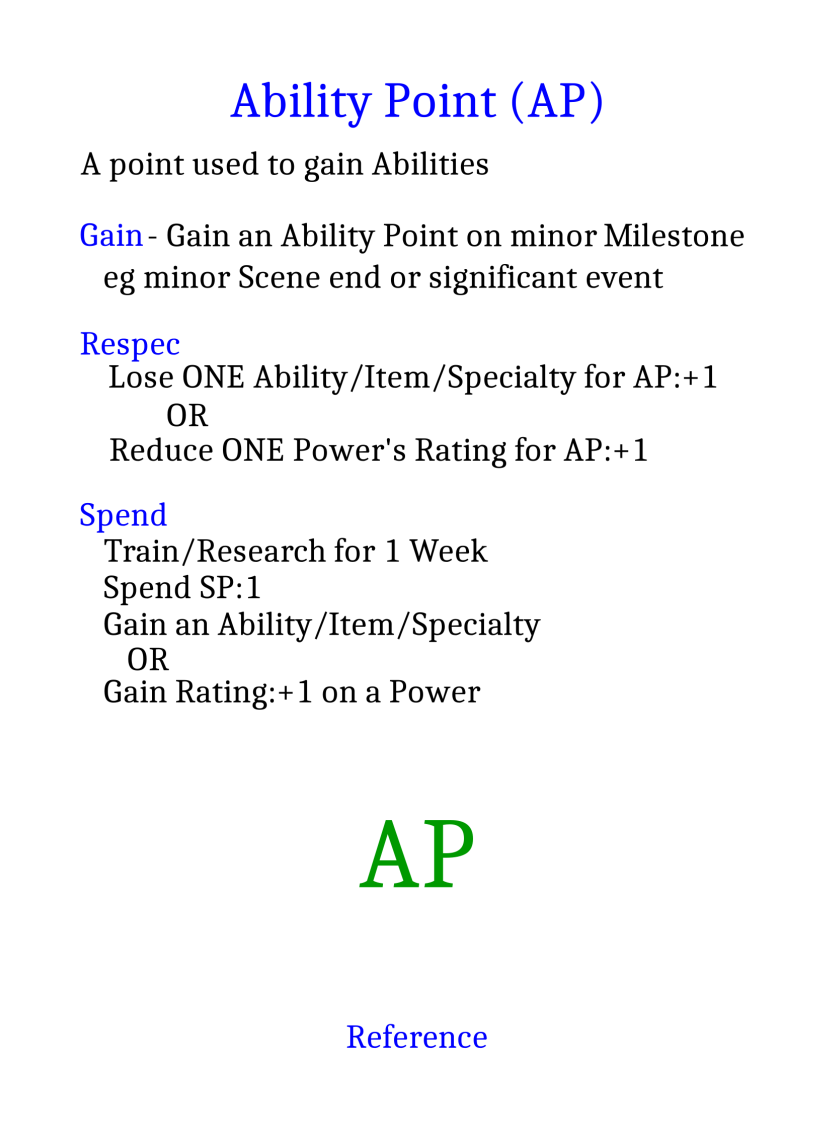 Ability Point (AP)
A point used to gain Abilities
Gain - Gain an Ability Point on minor Milestone
eg minor Scene end or significant event
Respec
Lose ONE Ability/Item/Specialty for AP:+1
OR
Reduce ONE Power's Rating for AP:+1
Spend
Train/Research for 1 Week
Spend SP:1
Gain an Ability/Item/Specialty
OR
Gain Rating:+1 on a Power
AP
Reference